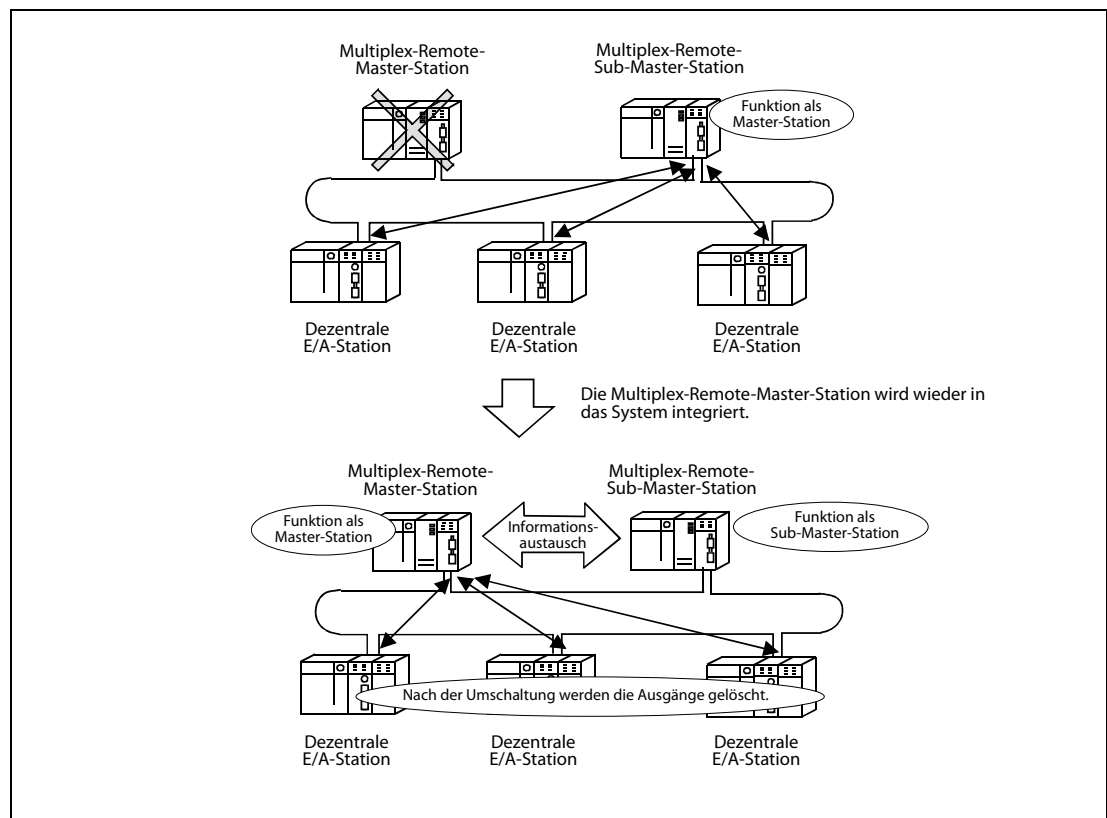 Multiplex-Remote-
Master-Station
Multiplex-Remote-
Sub-Master-Station
Funktion als
Master-Station
Dezentrale
E/A-Station
Dezentrale
E/A-Station
Dezentrale
E/A-Station
Die Multiplex-Remote-Master-Station wird wieder in
das System integriert.
Multiplex-Remote-
Master-Station
Multiplex-Remote-
Sub-Master-Station
Funktion als
Master-Station
Informations-
austausch
Funktion als
Sub-Master-Station
Nach der Umschaltung werden die Ausgänge gelöscht.
Dezentrale
E/A-Station
Dezentrale
E/A-Station
Dezentrale
E/A-Station